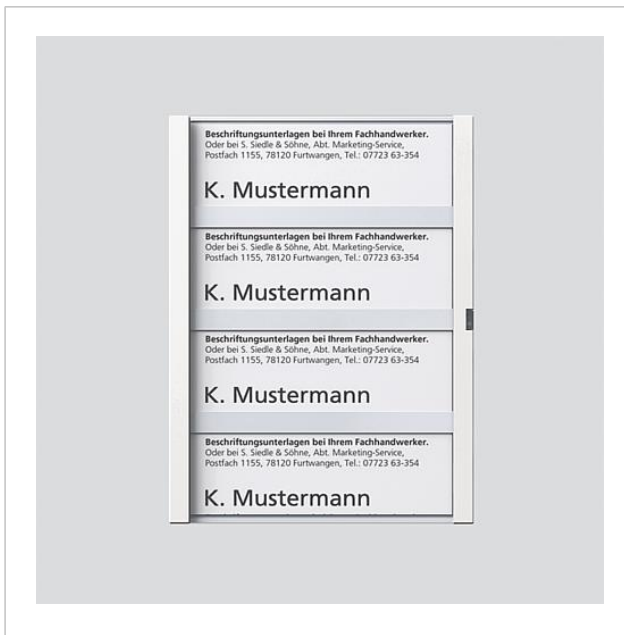 Beschriftungsunterlagen bei Ihrem Fachhandwerker.
Oder bei S. Siedle & Söhne, Abt. Marketing-Service,
Postfach 1155, 78120 Furtwangen, Tel.: 07723 63-354
K. Mustermann
Beschriftungsunterlagen bei Ihrem Fachhandwerker.
Oder bei S. Siedle & Söhne, Abt. Marketing-Service,
Postfach 1155, 78120 Furtwangen, Tel.: 07723 63-354
K. Mustermann
Beschriftungsunterlagen bei Ihrem Fachhandwerker.
Oder bei S. Siedle & Söhne, Abt. Marketing-Service,
Postfach 1155, 78120 Furtwangen, Tel.: 07723 63-354
K. Mustermann
Beschriftungsunterlagen bei Ihrem Fachhandwerker.
Oder bei S. Siedle & Söhne, Abt. Marketing-Service,
Postfach 1155, 78120 Furtwangen, Tel.: 07723 63-354
K. Mustermann